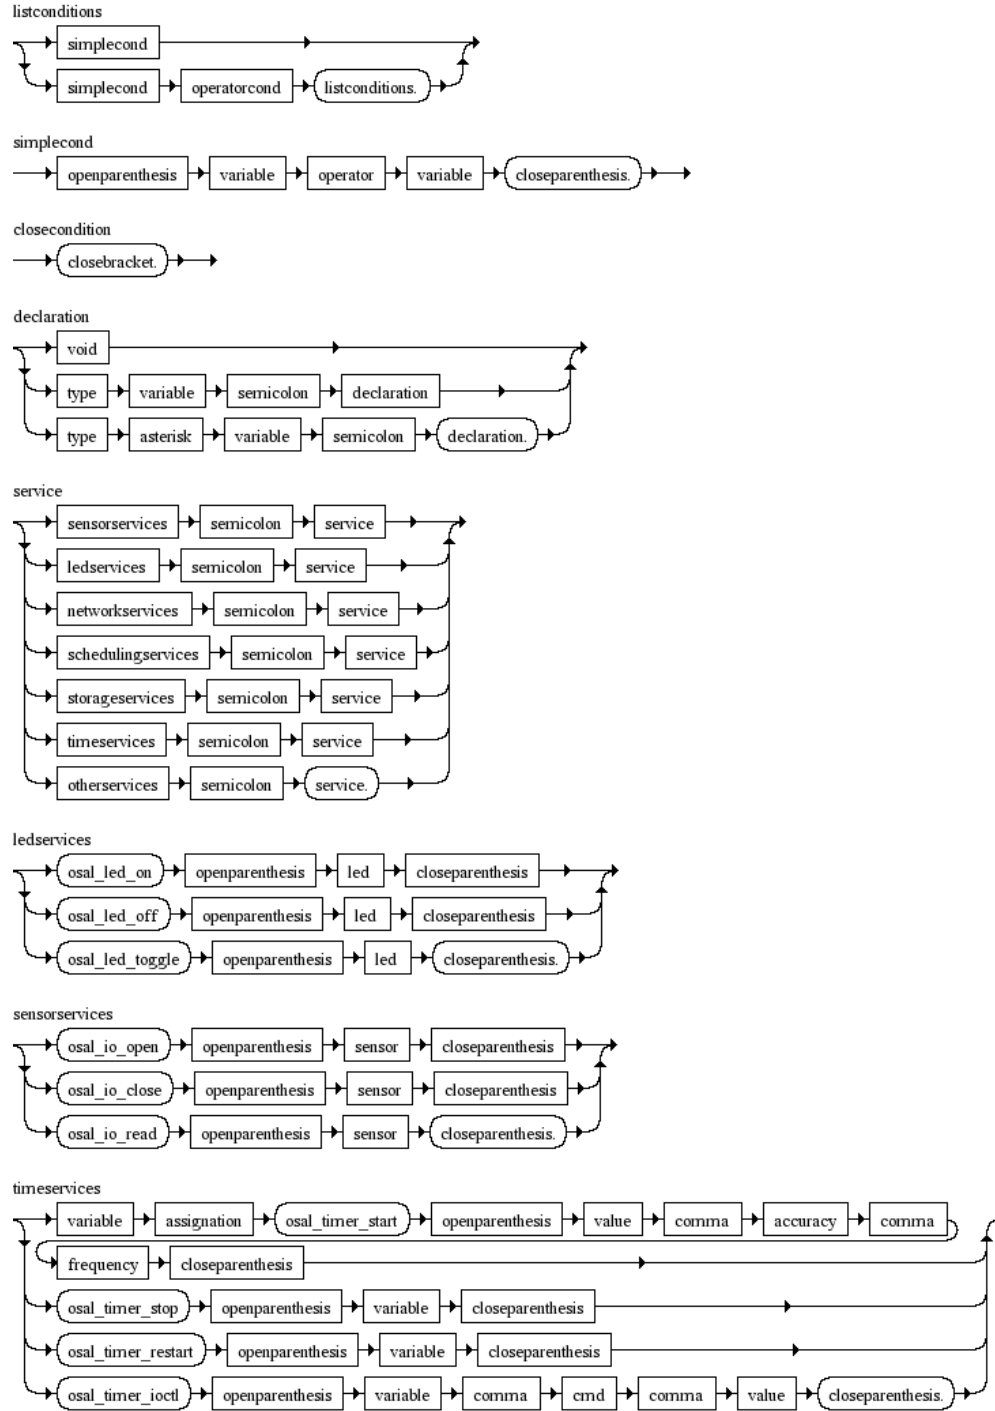 listconditions
simplecond
simplecond operatorcond listconditions.
simplecond
openparenthesis variable operator variable closeparenthesis.
closecondition
closebracket.
declaration
void
type variable semicolon declaration
type asterisk variable semicolon declaration.
service
sensorservices semicolon service
ledservices semicolon service
networkservices semicolon service
schedulingservices semicolon service
storageservices semicolon service
timeservices semicolon service
otherservices semicolon service.
ledservices
osal_led_on openparenthesis led closeparenthesis
osal_led_off openparenthesis led closeparenthesis
osal_led_toggle openparenthesis led closeparenthesis.
sensorservices
osal_io_open openparenthesis sensor closeparenthesis
osal_io_close openparenthesis sensor closeparenthesis
osal_io_read openparenthesis sensor closeparenthesis.
timeservices
variable assignation osal_timer_start openparenthesis value comma accuracy comma
frequency closeparenthesis
osal_timer_stop openparenthesis variable closeparenthesis
osal_timer_restart openparenthesis variable closeparenthesis
osal_timer_ioctl openparenthesis variable comma cmd comma value closeparenthesis.